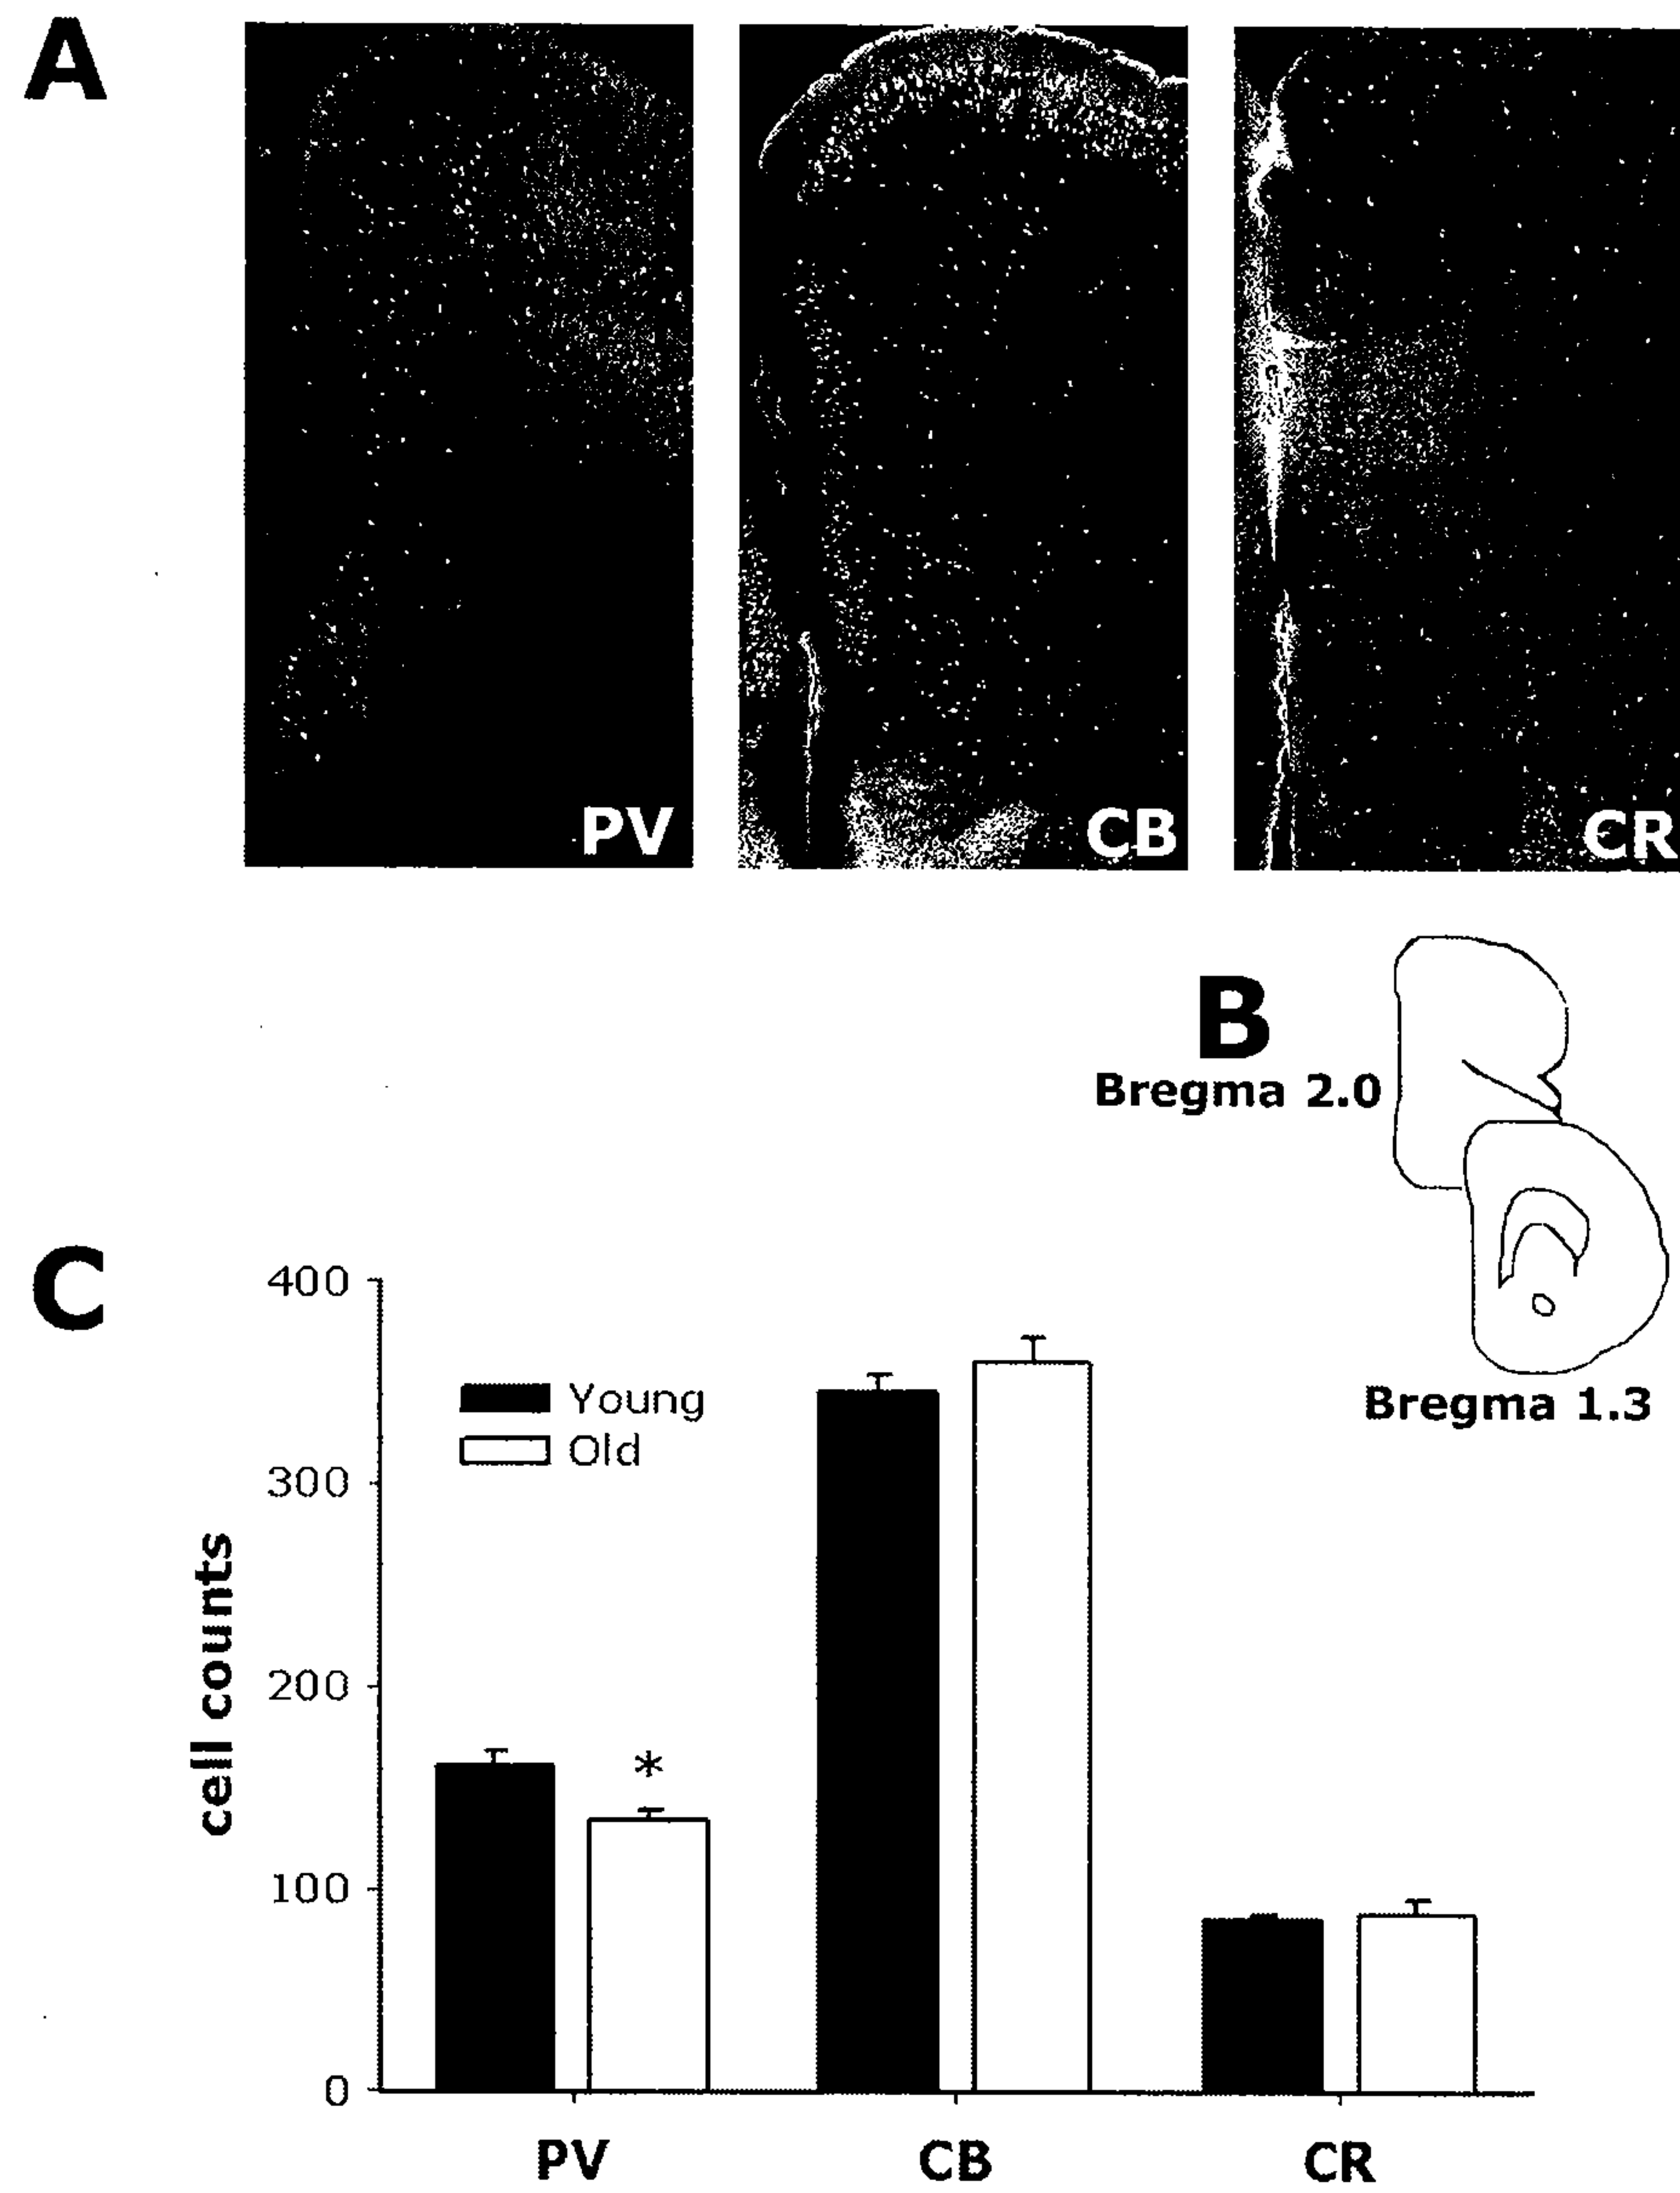 A
PV
CB
CR
B
Bregma 2.0
Bregma 1.3
C
400
300
200
100
0
cell counts
Young
Old
*
PV
CB
CR